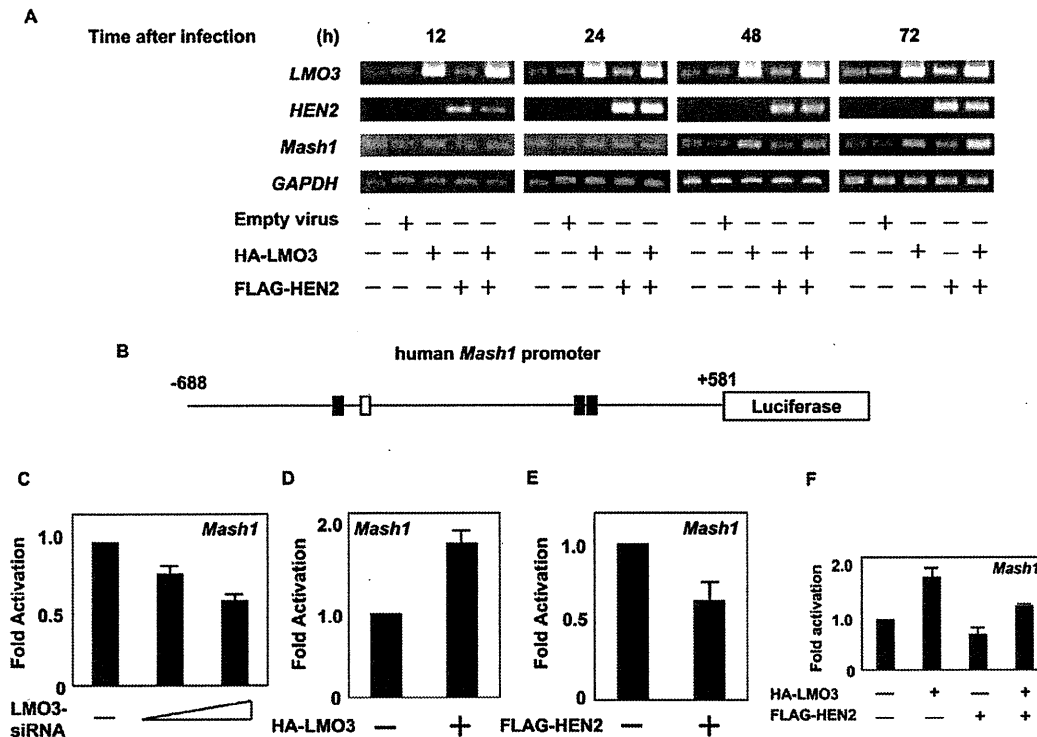 A
Time after infection (h) 12 24 48 72
LMO3
HEN2
Mash1
GAPDH
Empty virus − + − − − − + − − − − + − − − − + − − −
HA-LMO3 − − + − + − − + − + − − + − + − − + − +
FLAG-HEN2 − − − + + − − − + + − − − + + − − − + +
B
human Mash1 promoter
-688
+581
Luciferase
C
Mash1
Fold Activation
1.0
0.5
0
LMO3-
siRNA −
D
Mash1
Fold Activation
2.0
1.0
0
HA-LMO3 − +
E
Mash1
Fold Activation
1.0
0.5
0
FLAG-HEN2 − +
F
Mash1
Fold activation
2.0
1.0
0
HA-LMO3 − + − +
FLAG-HEN2 − − + +